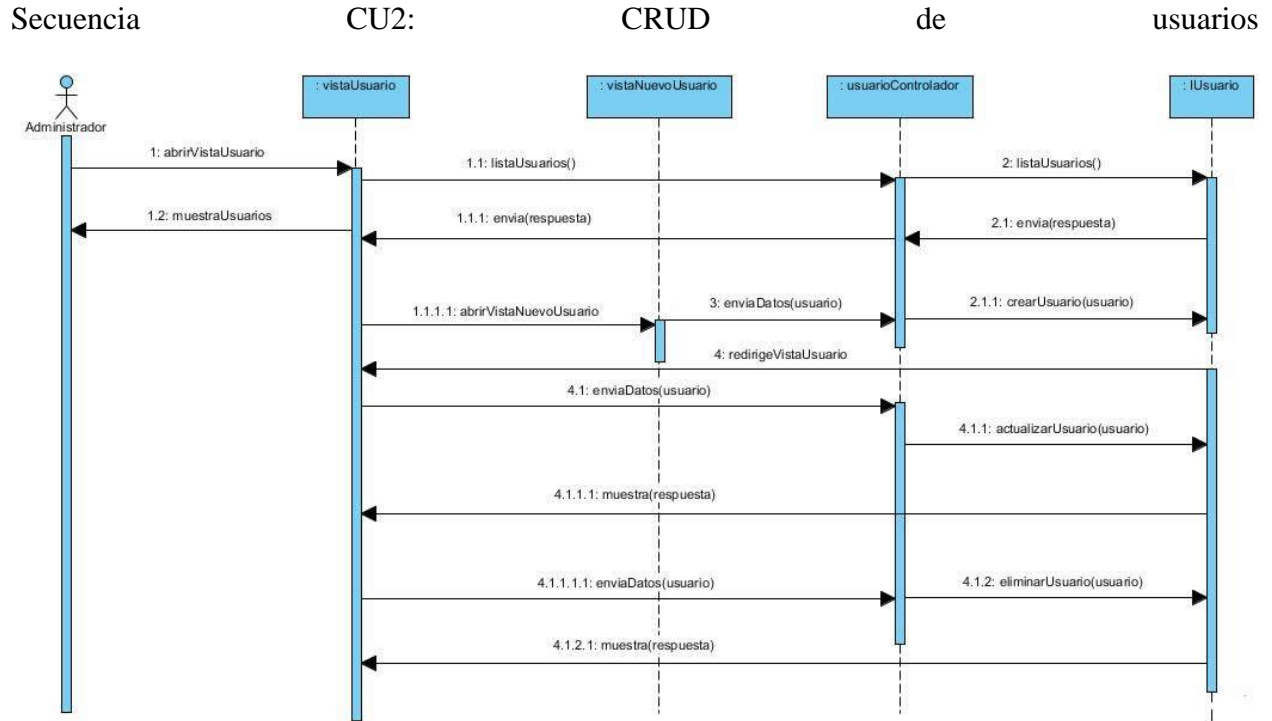 Secuencia CU2: CRUD de usuarios
: vistaUsuario
: vistaNuevoUsuario
: usuarioControlador
: IUsuario
Administrador
1: abrirVistaUsuario
1.1: listaUsuarios()
2: listaUsuarios()
1.2: muestraUsuarios
1.1.1: envia(respuesta)
2.1: envia(respuesta)
1.1.1.1: abrirVistaNuevoUsuario
3: enviaDatos(usuario)
2.1.1: crearUsuario(usuario)
4: redirigeVistaUsuario
4.1: enviaDatos(usuario)
4.1.1: actualizarUsuario(usuario)
4.1.1.1: muestra(respuesta)
4.1.1.1.1: enviaDatos(usuario)
4.1.2: eliminarUsuario(usuario)
4.1.2.1: muestra(respuesta)